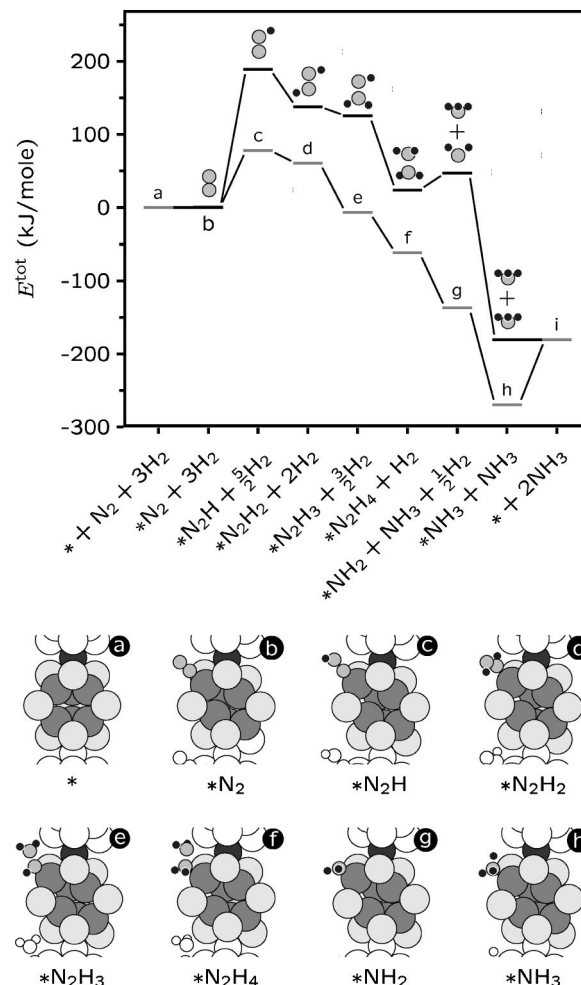 E^tot (kJ/mole)
200
100
0
-100
-200
-300
a
b
c
d
e
f
g
h
i
+
+
* + N₂ + 3H₂
*N₂ + 3H₂
*N₂H + 5/2H₂
*N₂H₂ + 2H₂
*N₂H₃ + 3/2H₂
*N₂H₄ + H₂
*NH₂ + NH₃ + 1/2H₂
*NH₃ + NH₃
* + 2NH₃
a b c d
* *N₂ *N₂H *N₂H₂
e f g h
*N₂H₃ *N₂H₄ *NH₂ *NH₃